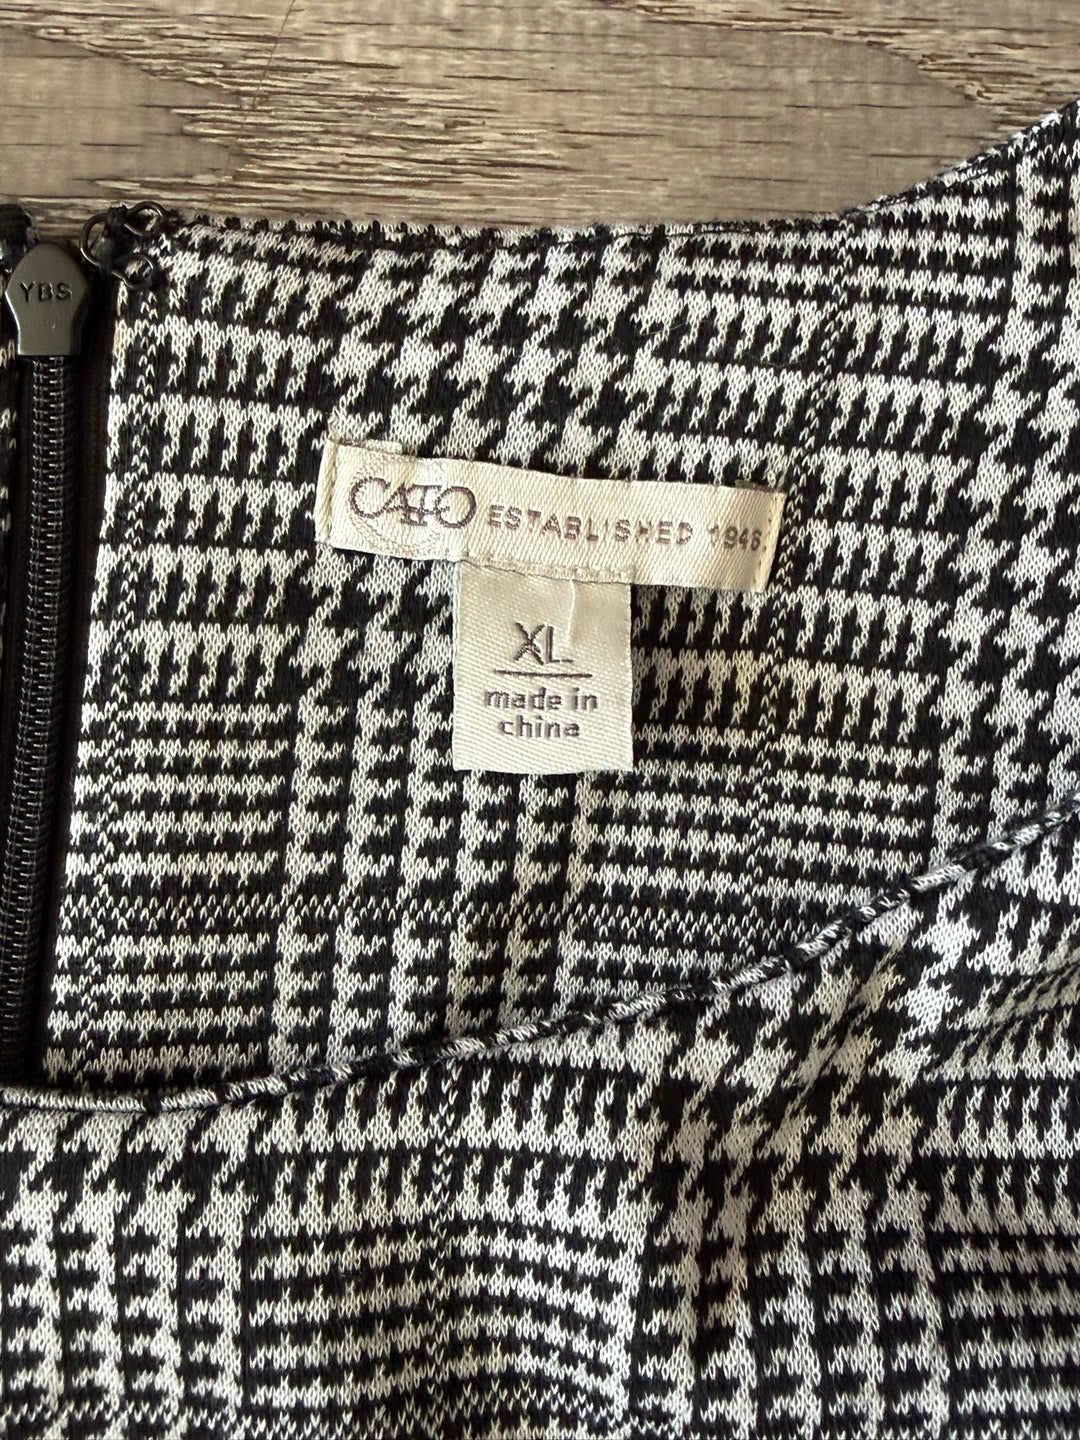 YBS
CATO ESTABLISHED 1946.
XL
made in
china